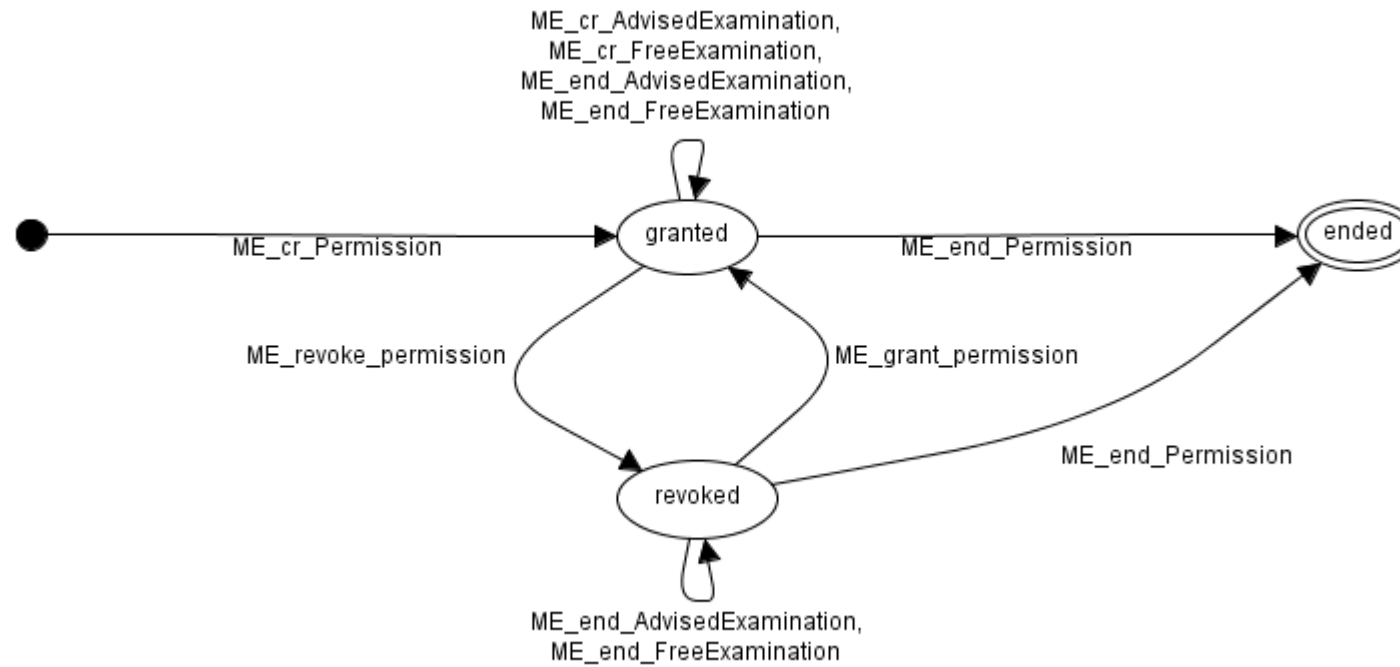 ME_cr_AdvisedExamination,
ME_cr_FreeExamination,
ME_end_AdvisedExamination,
ME_end_FreeExamination
granted
ended
ME_cr_Permission
ME_end_Permission
ME_revoke_permission
ME_grant_permission
ME_end_Permission
revoked
ME_end_AdvisedExamination,
ME_end_FreeExamination